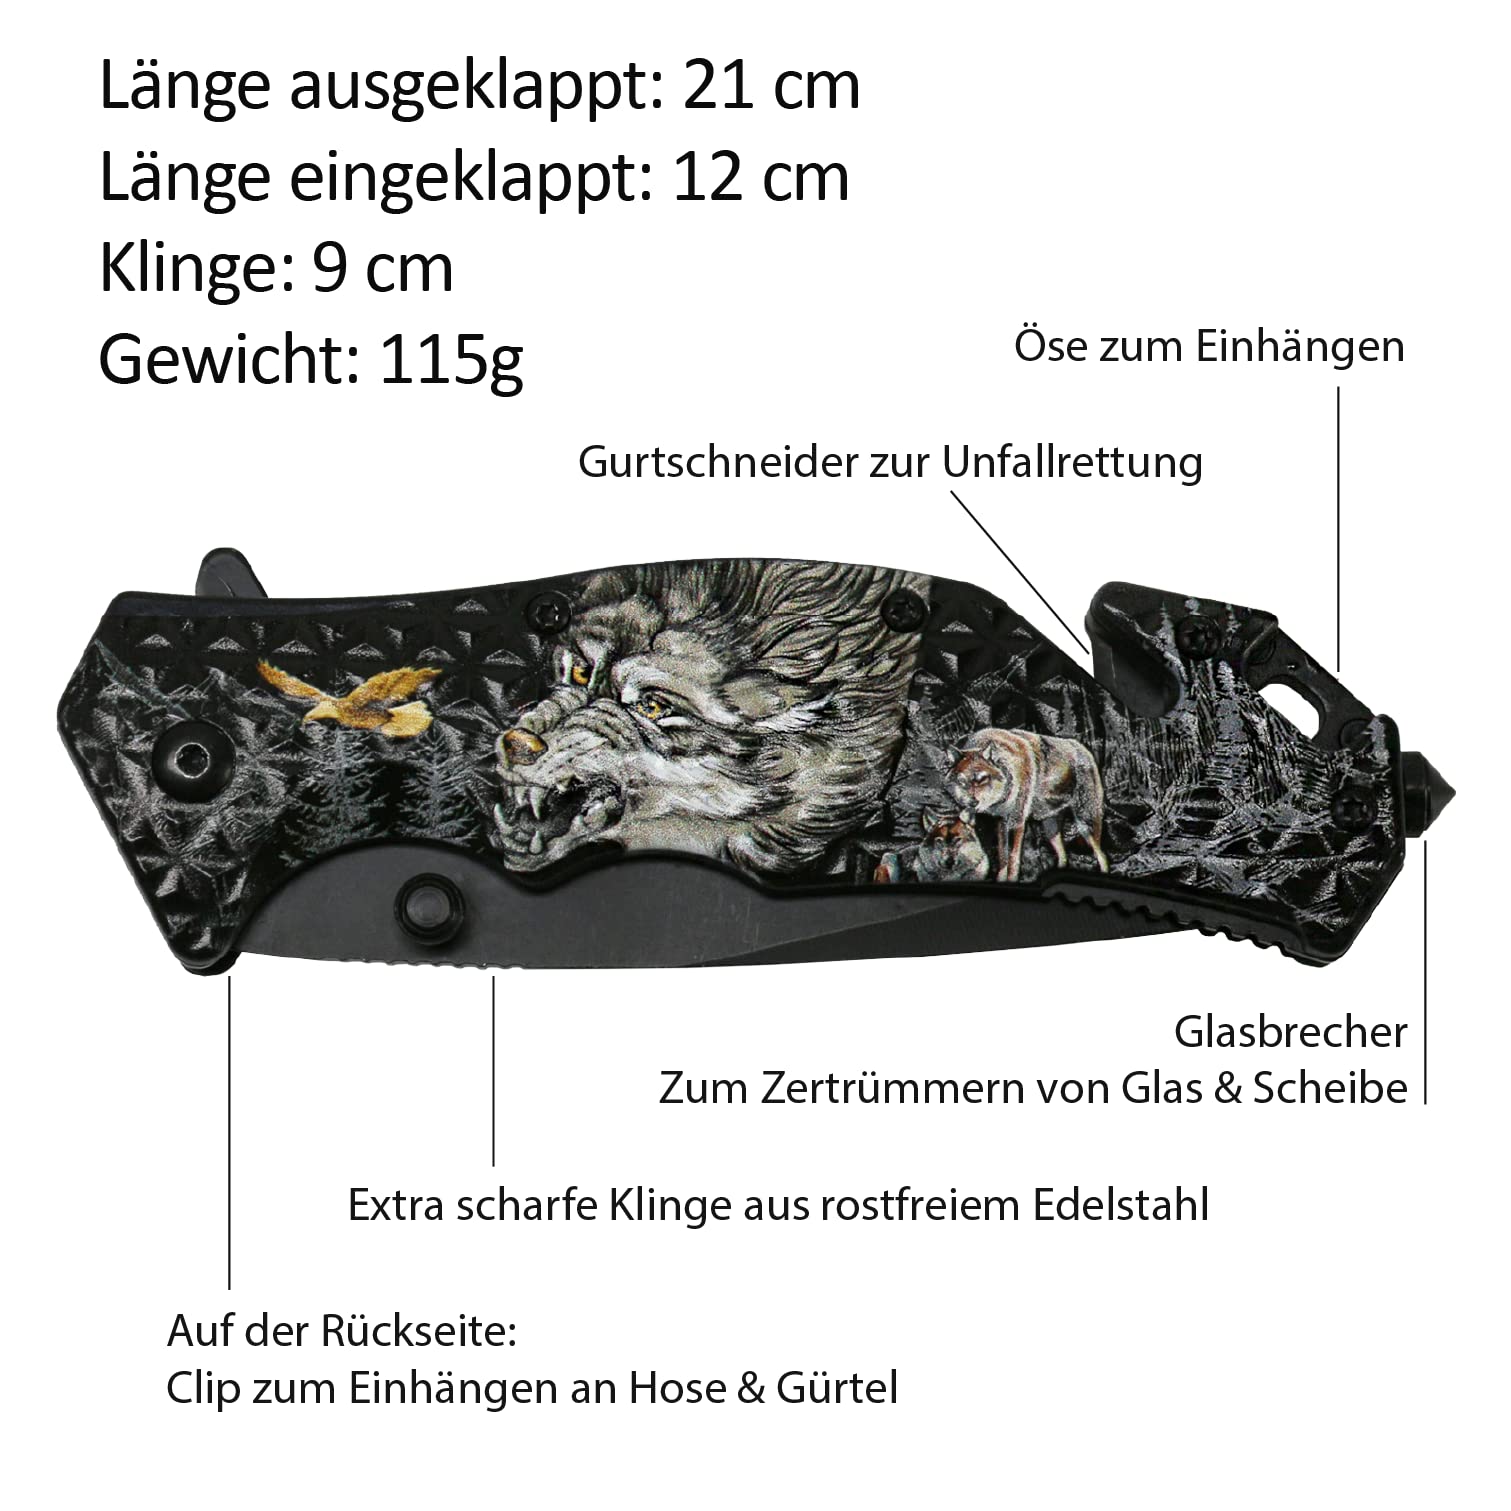 Länge ausgeklappt: 21 cm
Länge eingeklappt: 12 cm
Klinge: 9 cm
Gewicht: 115g
Öse zum Einhängen
Gurtschneider zur Unfallrettung
Glasbrecher
Zum Zertrümmern von Glas & Scheibe
Extra scharfe Klinge aus rostfreiem Edelstahl
Auf der Rückseite:
Clip zum Einhängen an Hose & Gürtel